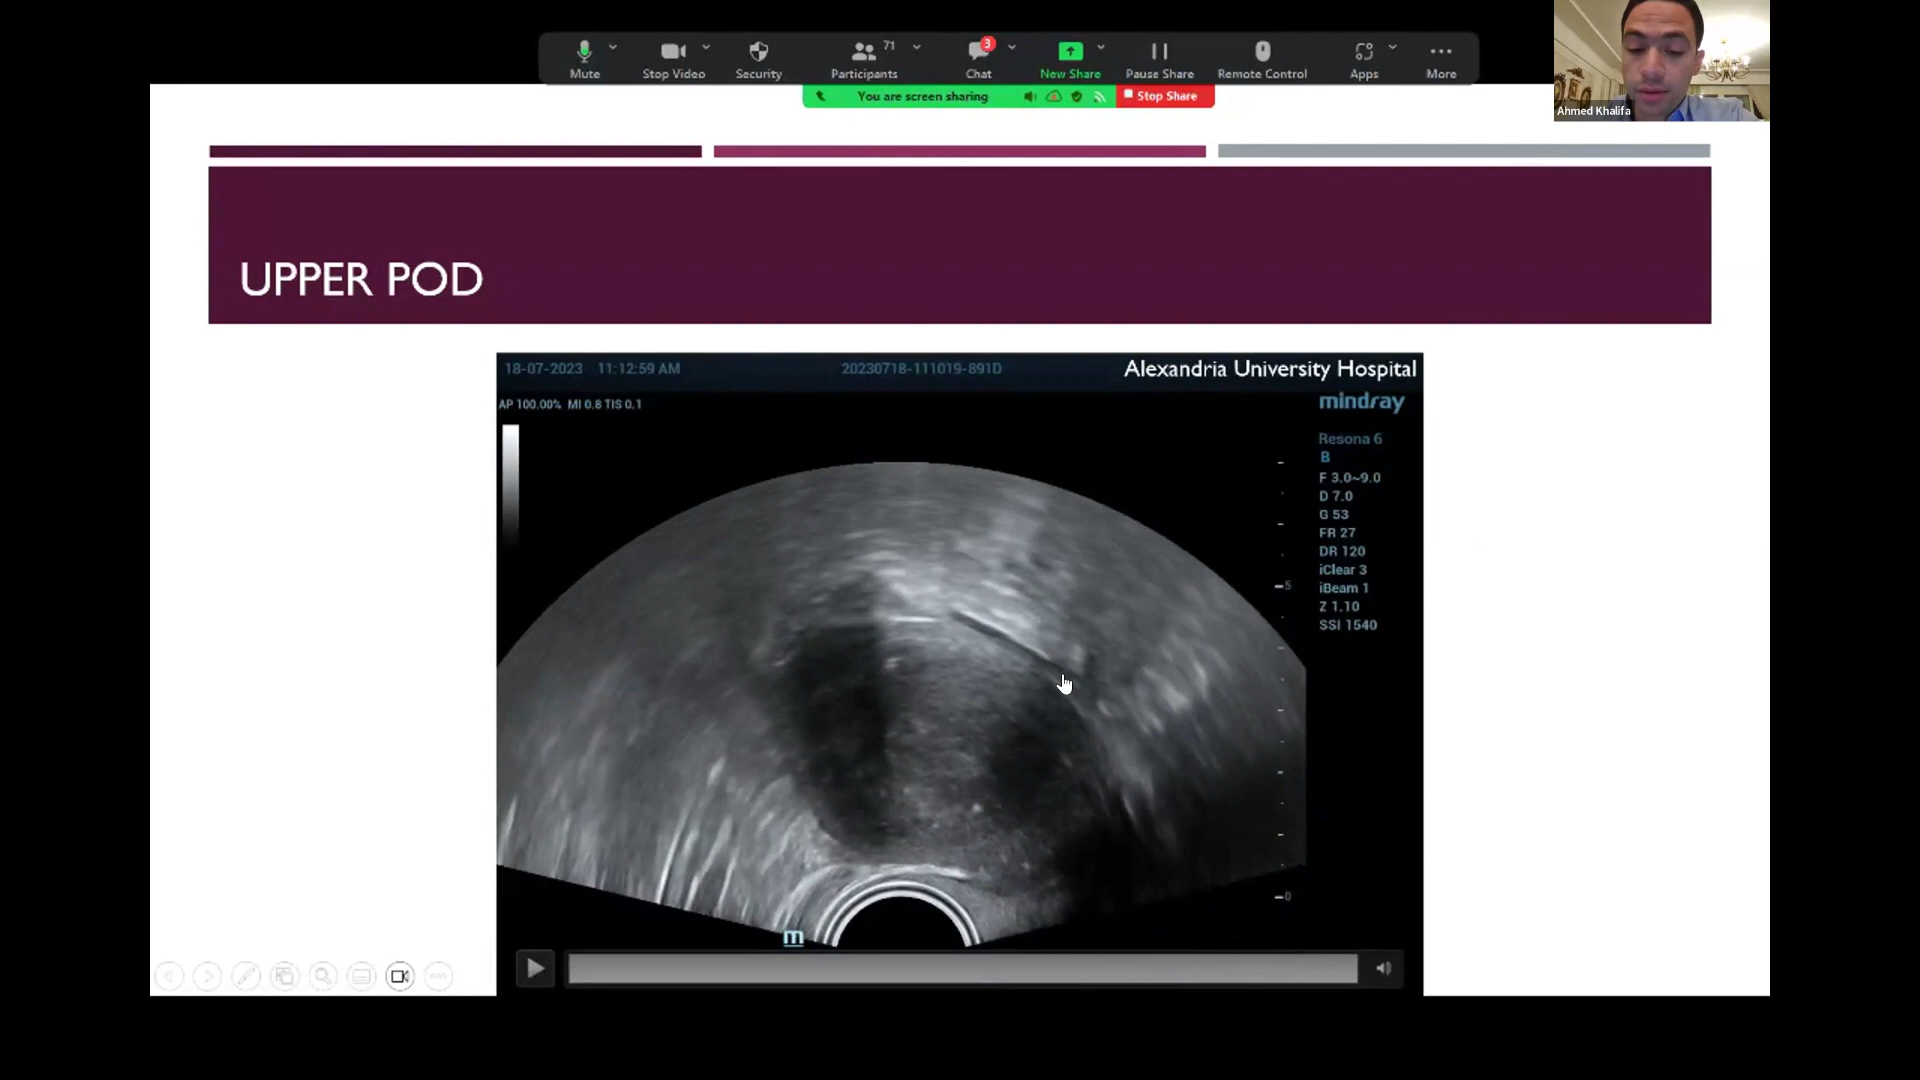 71
3
Mute
Stop Video
Security
Participants
Chat
New Share
Pause Share
Remote Control
Apps
More
You are screen sharing
Stop Share
Ahmed Khalifa
UPPER POD
18-07-2023 11:12:59 AM 20230718-111019-891D Alexandria University Hospital
AP 100.00% MI 0.8 TIS 0.1
mindray
Resona 6
B
F 3.0~9.0
D 7.0
G 53
FR 27
DR 120
iClear 3
iBeam 1
Z 1.10
SSI 1540
5
0
m